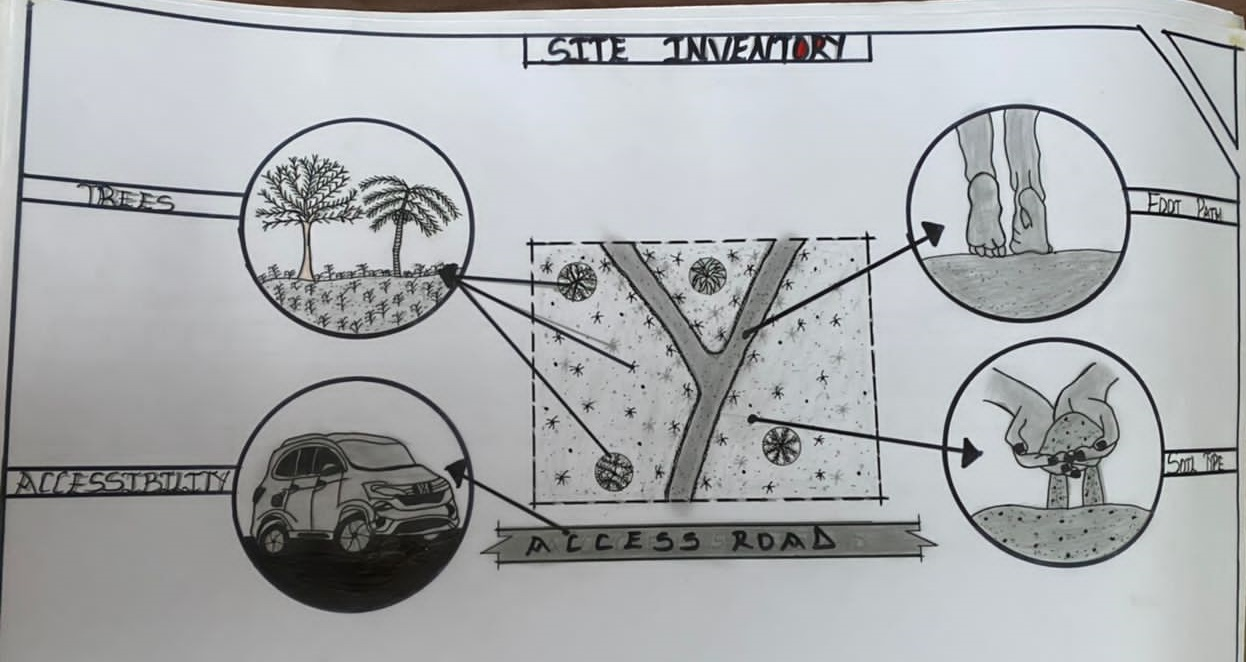 SITE INVENTORY
TREES
FOOT PATH
ACCESSIBILITY
SOIL TYPE
ACCESS ROAD